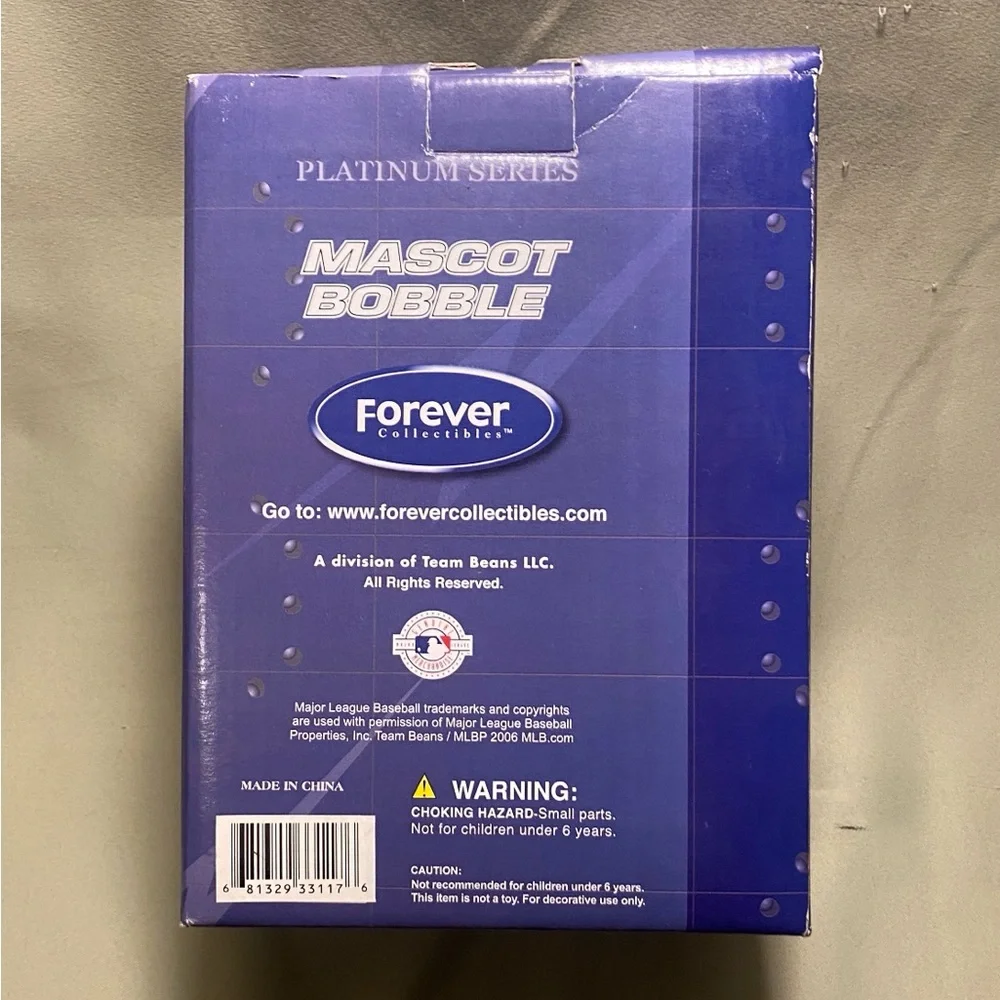 PLATINUM SERIES
MASCOT
BOBBLE
Forever
Collectibles™
Go to: www.forevercollectibles.com
A division of Team Beans LLC.
All Rights Reserved.
GENUINE
MERCHANDISE
Major League Baseball trademarks and copyrights
are used with permission of Major League Baseball
Properties, Inc. Team Beans / MLBP 2006 MLB.com
MADE IN CHINA
WARNING:
CHOKING HAZARD-Small parts.
Not for children under 6 years.
CAUTION:
Not recommended for children under 6 years.
This item is not a toy. For decorative use only.
6 81329 33117 6